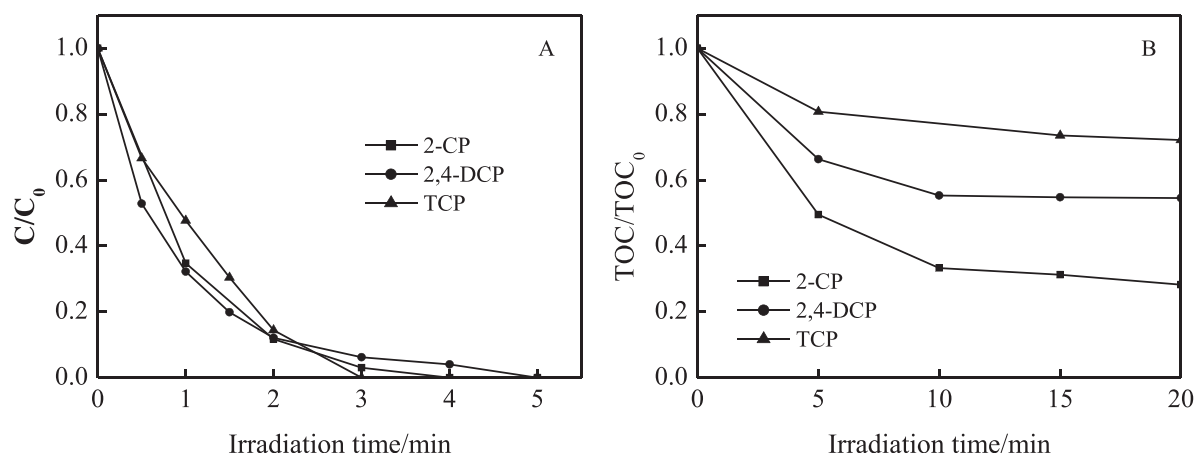 A
1.0
0.8
0.6
0.4
0.2
0.0
C/C0
2-CP
2,4-DCP
TCP
0 1 2 3 4 5
Irradiation time/min
B
1.0
0.8
0.6
0.4
0.2
0.0
TOC/TOC0
2-CP
2,4-DCP
TCP
0 5 10 15 20
Irradiation time/min